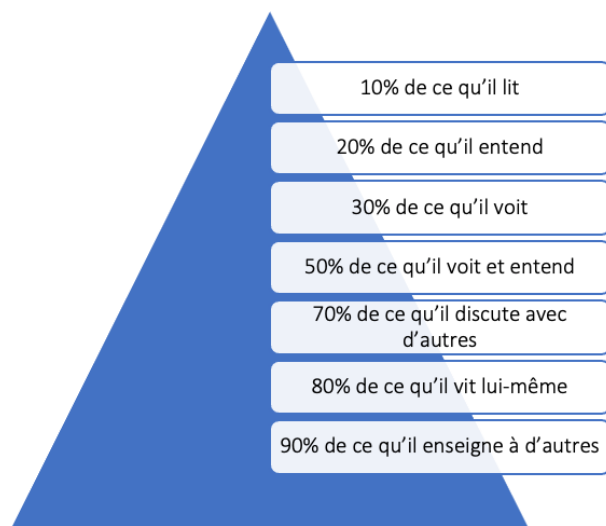 10% de ce qu’il lit
20% de ce qu’il entend
30% de ce qu’il voit
50% de ce qu’il voit et entend
70% de ce qu’il discute avec
d’autres
80% de ce qu’il vit lui-même
90% de ce qu’il enseigne à d’autres